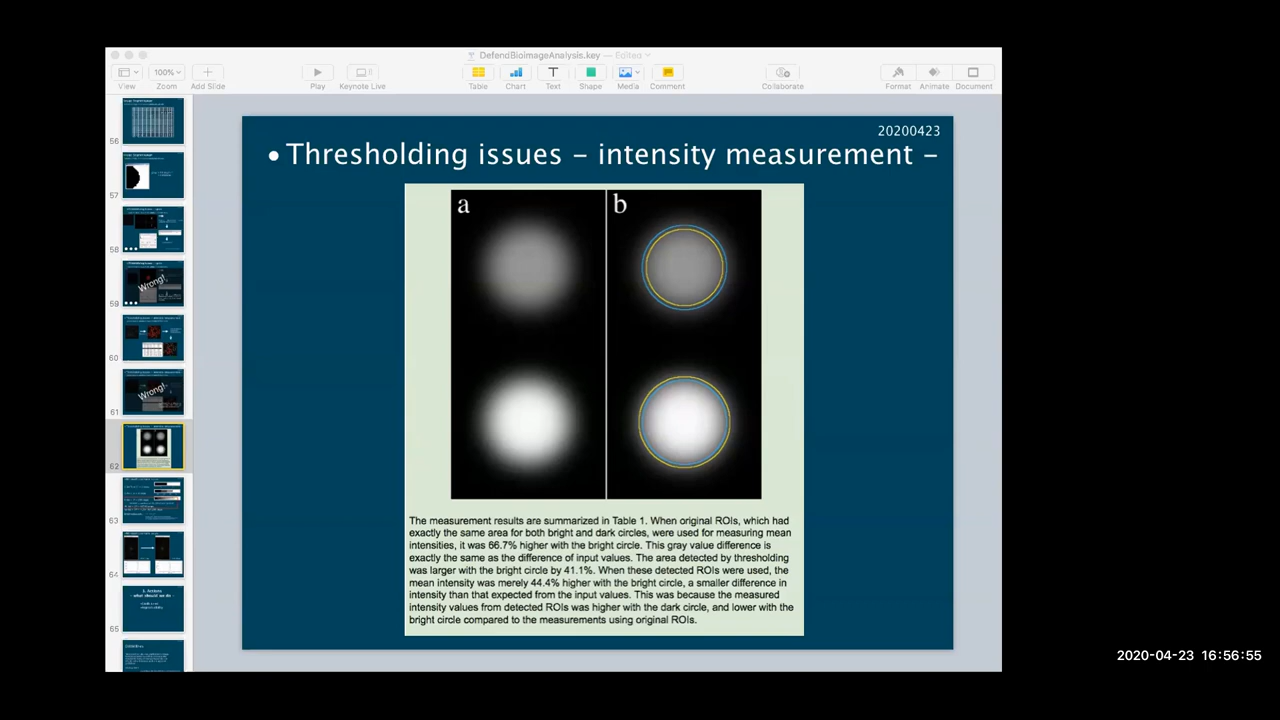 DefendBioimageAnalysis.key — Edited
100%
View
Zoom
Add Slide
Play
Keynote Live
Table
Chart
Text
Shape
Media
Comment
Collaborate
Format
Animate
Document
56
57
58
59
Wrong!
60
61
Wrong!
62
63
64
65
20200423
• Thresholding issues – intensity measurement –
a
b
The measurement results are summarized in Table 1. When original ROIs, which had
exactly the same area for both bright and dark circles, were used for measuring mean
intensities, it was 66.7% higher with the bright circle. This gray value difference is
exactly the same as the difference of input values. The area detected by thresholding
was larger with the bright circle by 41.1%. When these detected ROIs were used, the
mean intensity was merely 44.4% higher with the bright circle, a smaller difference in
intensity than that expected from the input values. This was because the measured
intensity values from detected ROIs was higher with the dark circle, and lower with the
bright circle compared to the measurements using original ROIs.
2020-04-23 16:56:55